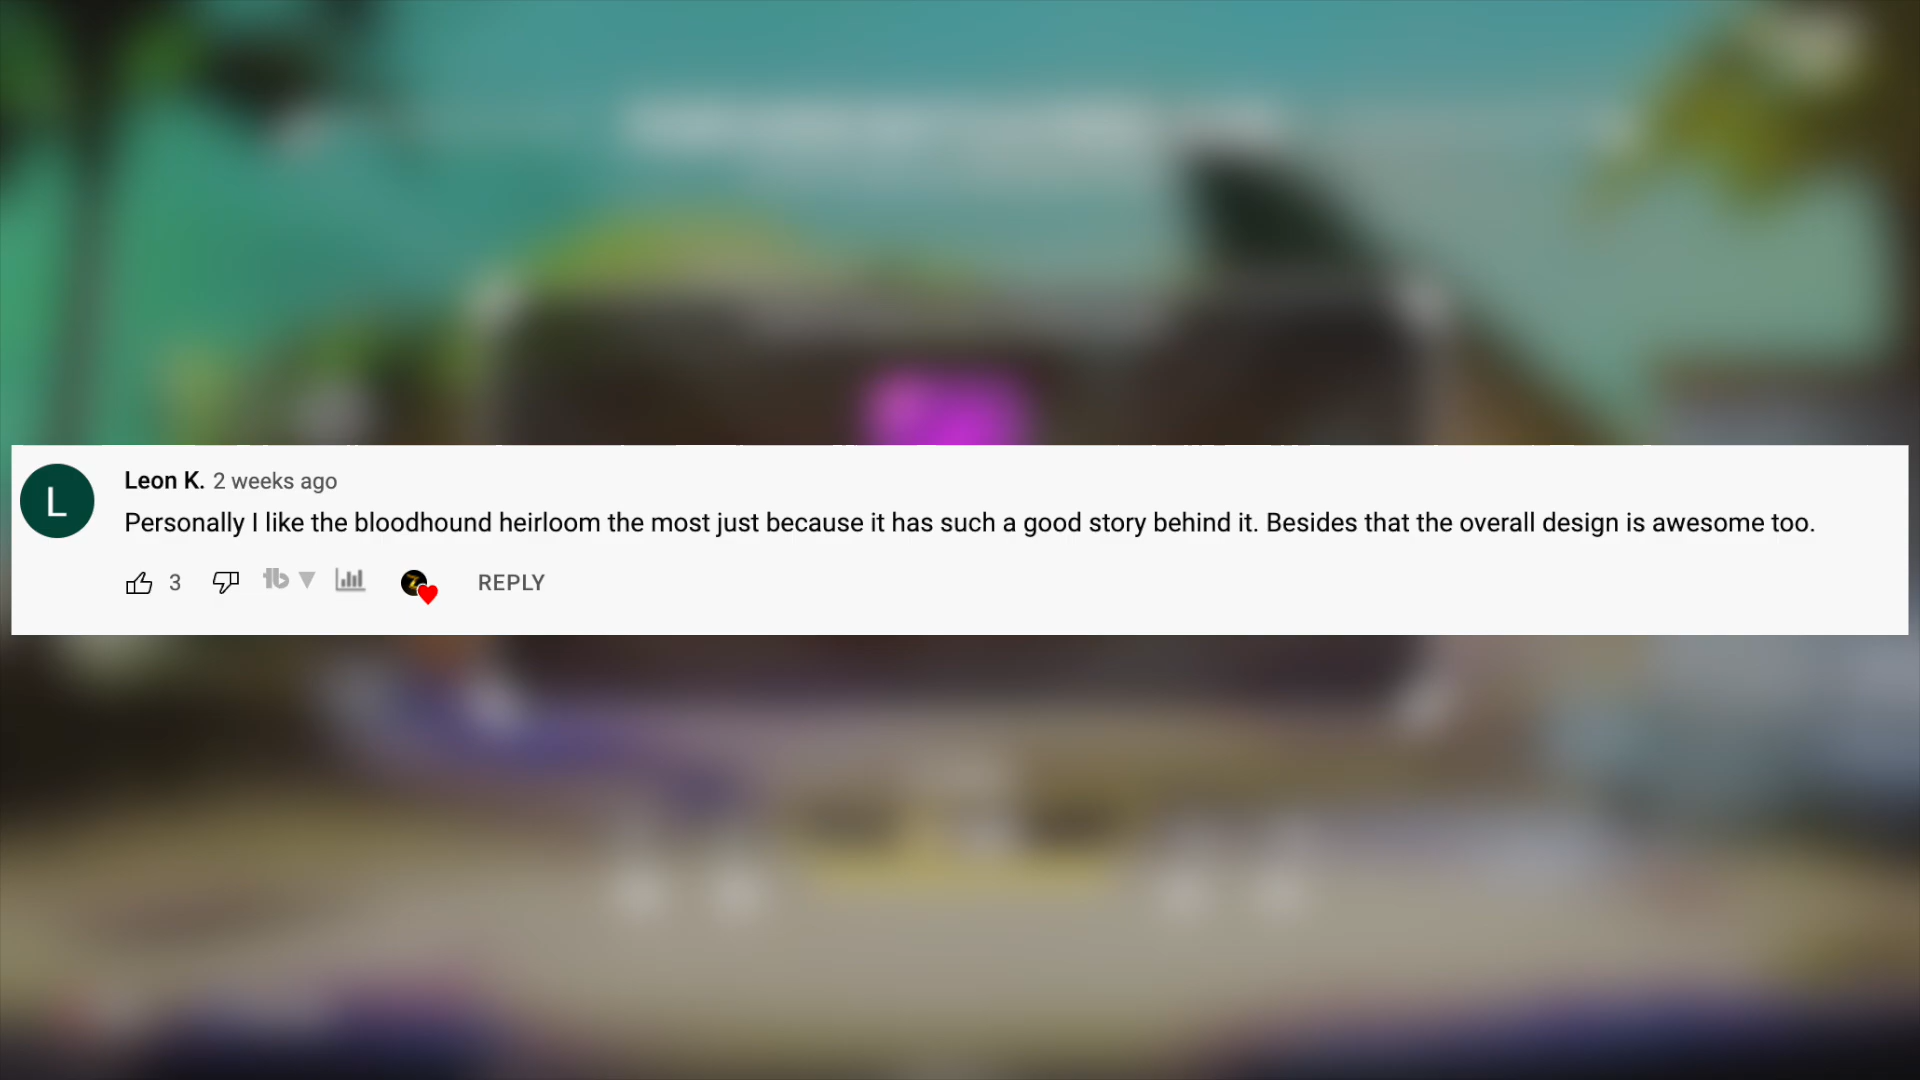 L
Leon K. 2 weeks ago
Personally I like the bloodhound heirloom the most just because it has such a good story behind it. Besides that the overall design is awesome too.
3 REPLY